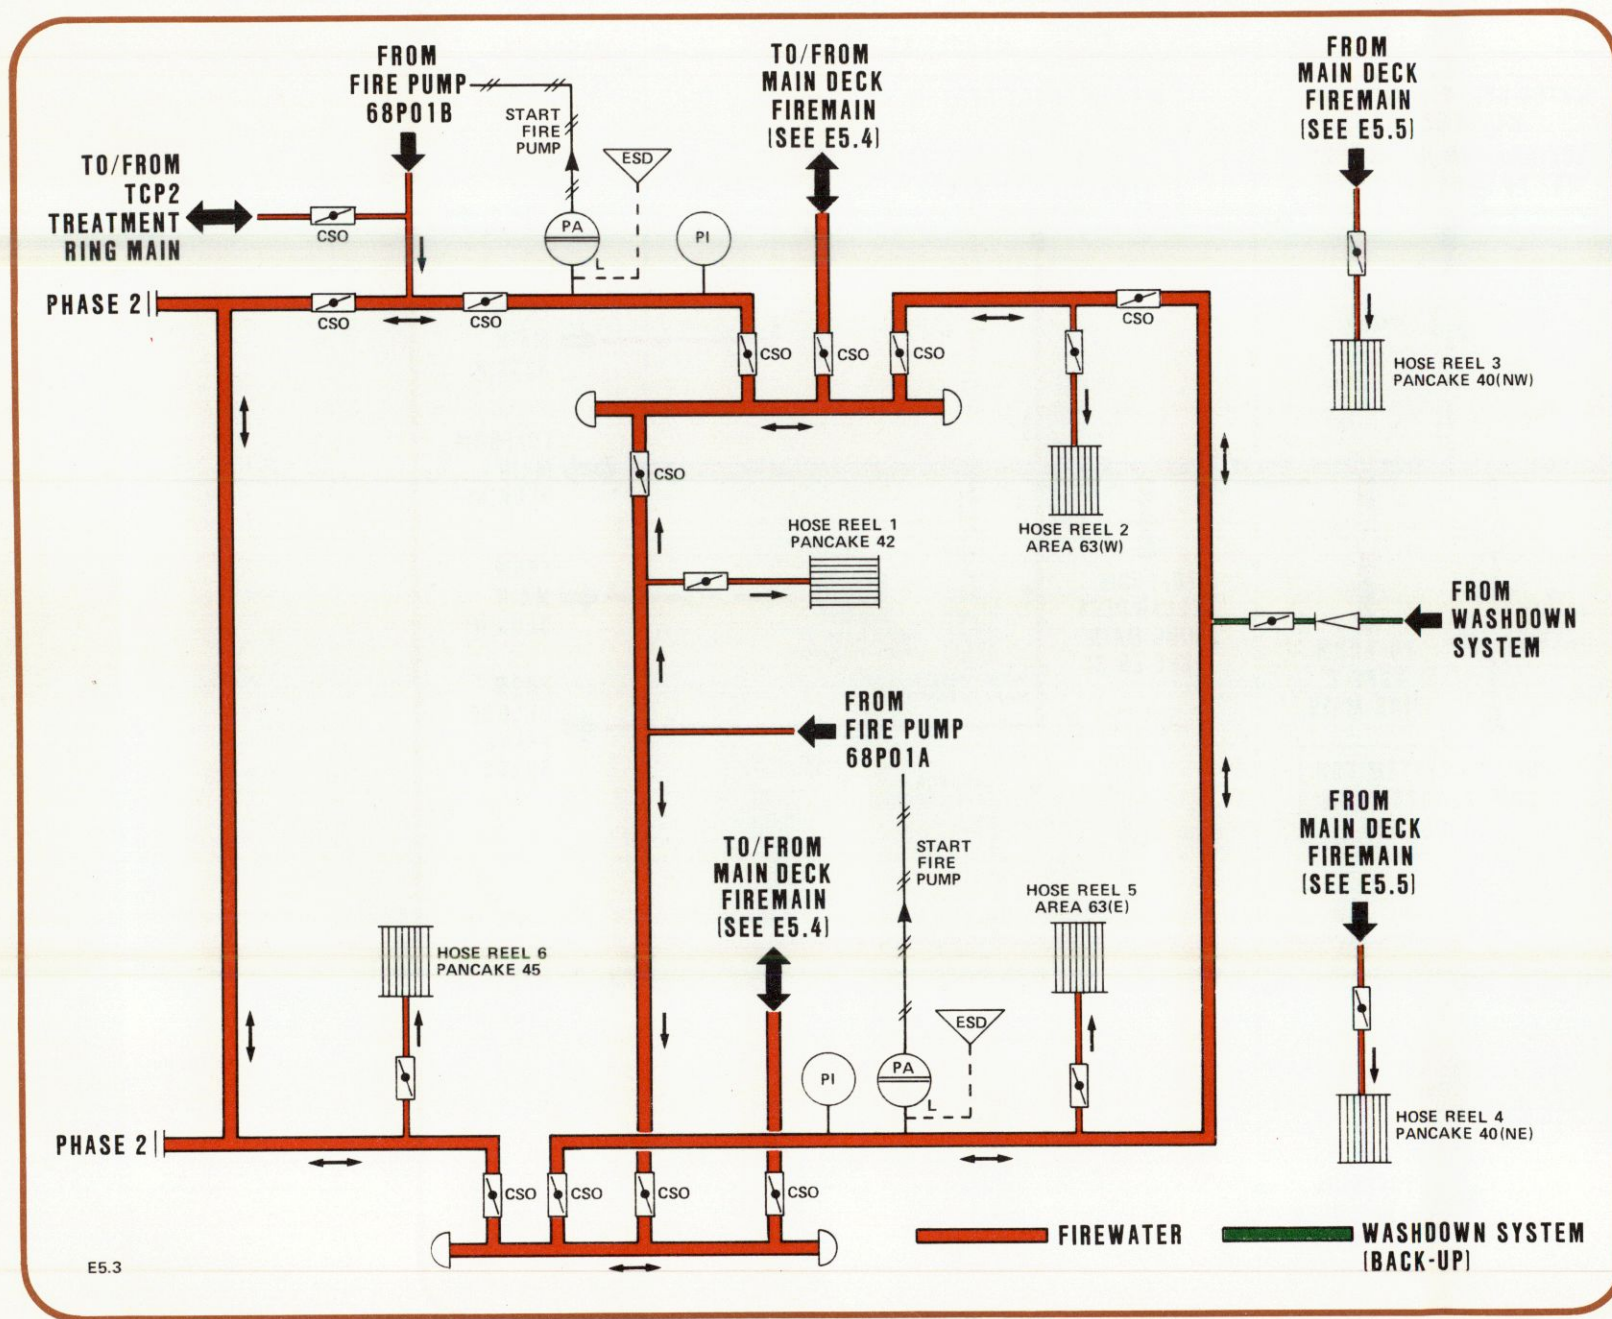 FROM
FIRE PUMP
68P01B
START
FIRE
PUMP
ESD
TO/FROM
MAIN DECK
FIREMAIN
(SEE E5.4)
FROM
MAIN DECK
FIREMAIN
(SEE E5.5)
TO/FROM
TCP2
TREATMENT
RING MAIN
CSO
PA
L
PI
PHASE 2
CSO
CSO
CSO
CSO
CSO
CSO
HOSE REEL 3
PANCAKE 40(NW)
CSO
HOSE REEL 1
PANCAKE 42
HOSE REEL 2
AREA 63(W)
FROM
WASHDOWN
SYSTEM
FROM
FIRE PUMP
68P01A
START
FIRE
PUMP
TO/FROM
MAIN DECK
FIREMAIN
(SEE E5.4)
FROM
MAIN DECK
FIREMAIN
(SEE E5.5)
HOSE REEL 5
AREA 63(E)
HOSE REEL 6
PANCAKE 45
ESD
PI
PA
L
HOSE REEL 4
PANCAKE 40(NE)
PHASE 2
CSO
CSO
CSO
CSO
FIREWATER
WASHDOWN SYSTEM
(BACK-UP)
E5.3